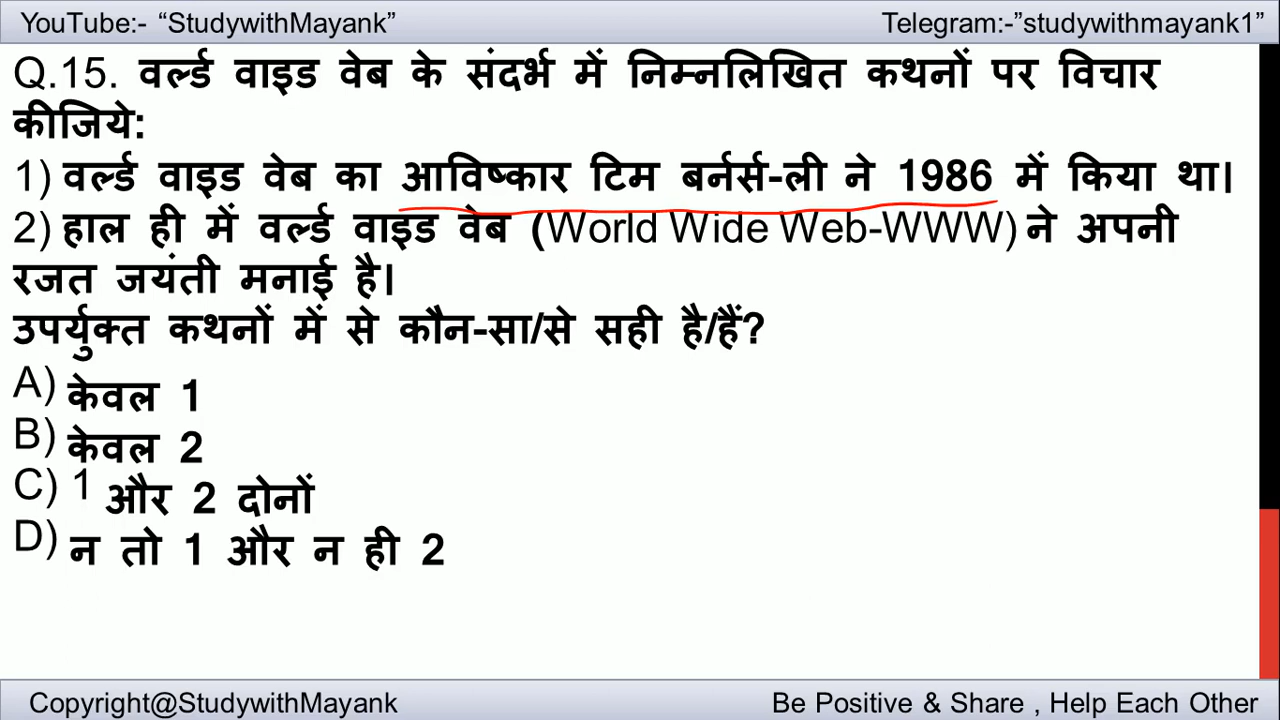 YouTube:- “StudywithMayank” Telegram:-”studywithmayank1”
Q.15. वर्ल्ड वाइड वेब के संदर्भ में निम्नलिखित कथनों पर विचार
कीजिये:
1) वर्ल्ड वाइड वेब का आविष्कार टिम बर्नर्स-ली ने 1986 में किया था।
2) हाल ही में वर्ल्ड वाइड वेब (World Wide Web-WWW) ने अपनी
रजत जयंती मनाई है।
उपर्युक्त कथनों में से कौन-सा/से सही है/हैं?
A) केवल 1
B) केवल 2
C) 1 और 2 दोनों
D) न तो 1 और न ही 2
Copyright@StudywithMayank Be Positive & Share , Help Each Other